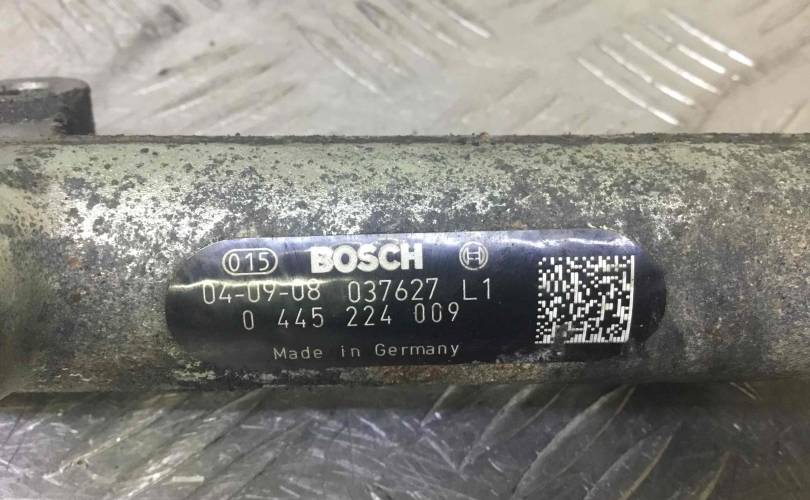 015 BOSCH
04-09-08 037627 L1
0 445 224 009
Made in Germany